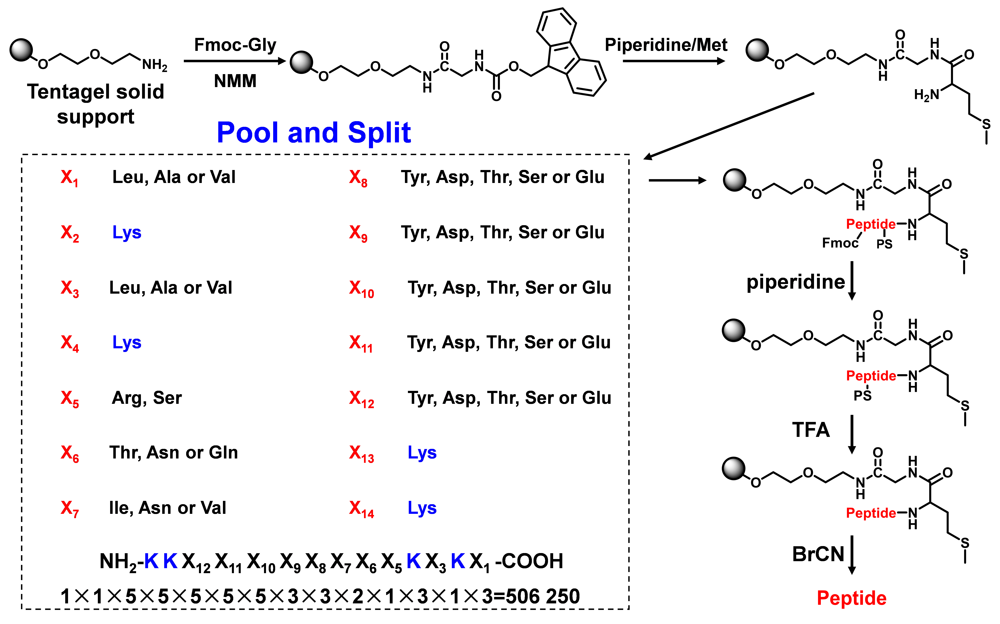 Fmoc-Gly
NMM
Piperidine/Met
O
O
NH₂
O
O
N
H
O
C
H
N
O
O
O
O
N
H
O
C
H
N
O
H₂N
S
Tentagel solid
support
Pool and Split
X₁ Leu, Ala or Val X₈ Tyr, Asp, Thr, Ser or Glu
X₂ Lys X₉ Tyr, Asp, Thr, Ser or Glu
X₃ Leu, Ala or Val X₁₀ Tyr, Asp, Thr, Ser or Glu
X₄ Lys X₁₁ Tyr, Asp, Thr, Ser or Glu
X₅ Arg, Ser X₁₂ Tyr, Asp, Thr, Ser or Glu
X₆ Thr, Asn or Gln X₁₃ Lys
X₇ Ile, Asn or Val X₁₄ Lys
NH₂-K K X₁₂ X₁₁ X₁₀ X₉ X₈ X₇ X₆ X₅ K X₃ K X₁ -COOH
1×1×5×5×5×5×5×3×3×2×1×3×1×3=506 250
O
O
N
H
O
C
H
N
O
Peptide
N
H
Fmoc
PS
S
piperidine
O
O
N
H
O
C
H
N
O
Peptide
N
H
PS
S
TFA
O
O
N
H
O
C
H
N
O
Peptide
N
H
S
BrCN
Peptide